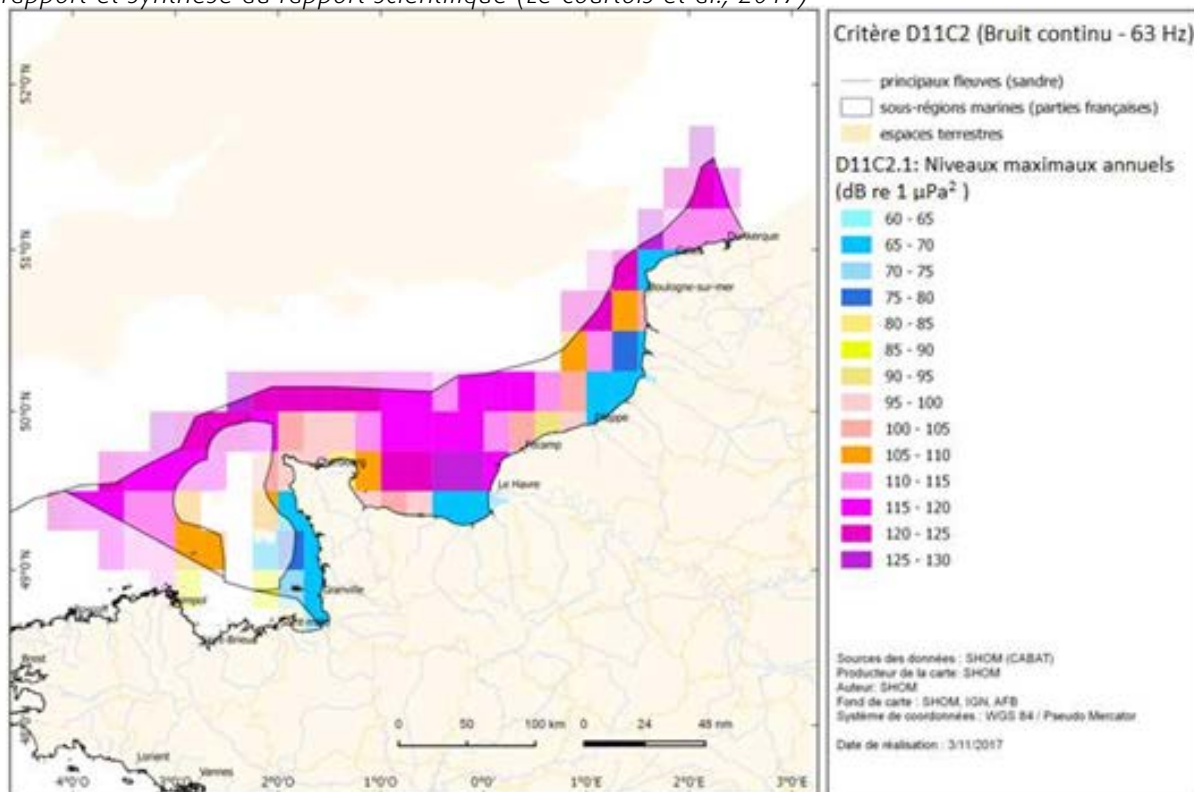 rapport et synthèse du rapport scientifique (Le Courtois et al., 2017)
Critère D11C2 (Bruit continu - 63 Hz)
principaux fleuves (sandre)
sous-régions marines (parties françaises)
espaces terrestres
D11C2.1: Niveaux maximaux annuels
(dB re 1 µPa² )
60 - 65
65 - 70
70 - 75
75 - 80
80 - 85
85 - 90
90 - 95
95 - 100
100 - 105
105 - 110
110 - 115
115 - 120
120 - 125
125 - 130
Sources des données : SHOM (CABAT)
Producteur de la carte: SHOM
Auteur: SHOM
Fond de carte : SHOM, IGN, AFB
Système de coordonnées : WGS 84 / Pseudo Mercator
Date de réalisation : 3/11/2017
52°0'N
51°0'N
50°0'N
49°0'N
Dunkerque
Boulogne-sur-mer
Dieppe
Fécamp
Le Havre
Granville
Brest
Lorient
Vannes
0 50 100 km 0 24 48 nm
4°0'O 3°0'O 2°0'O 1°0'O 0°0' 1°0'E 2°0'E 3°0'E